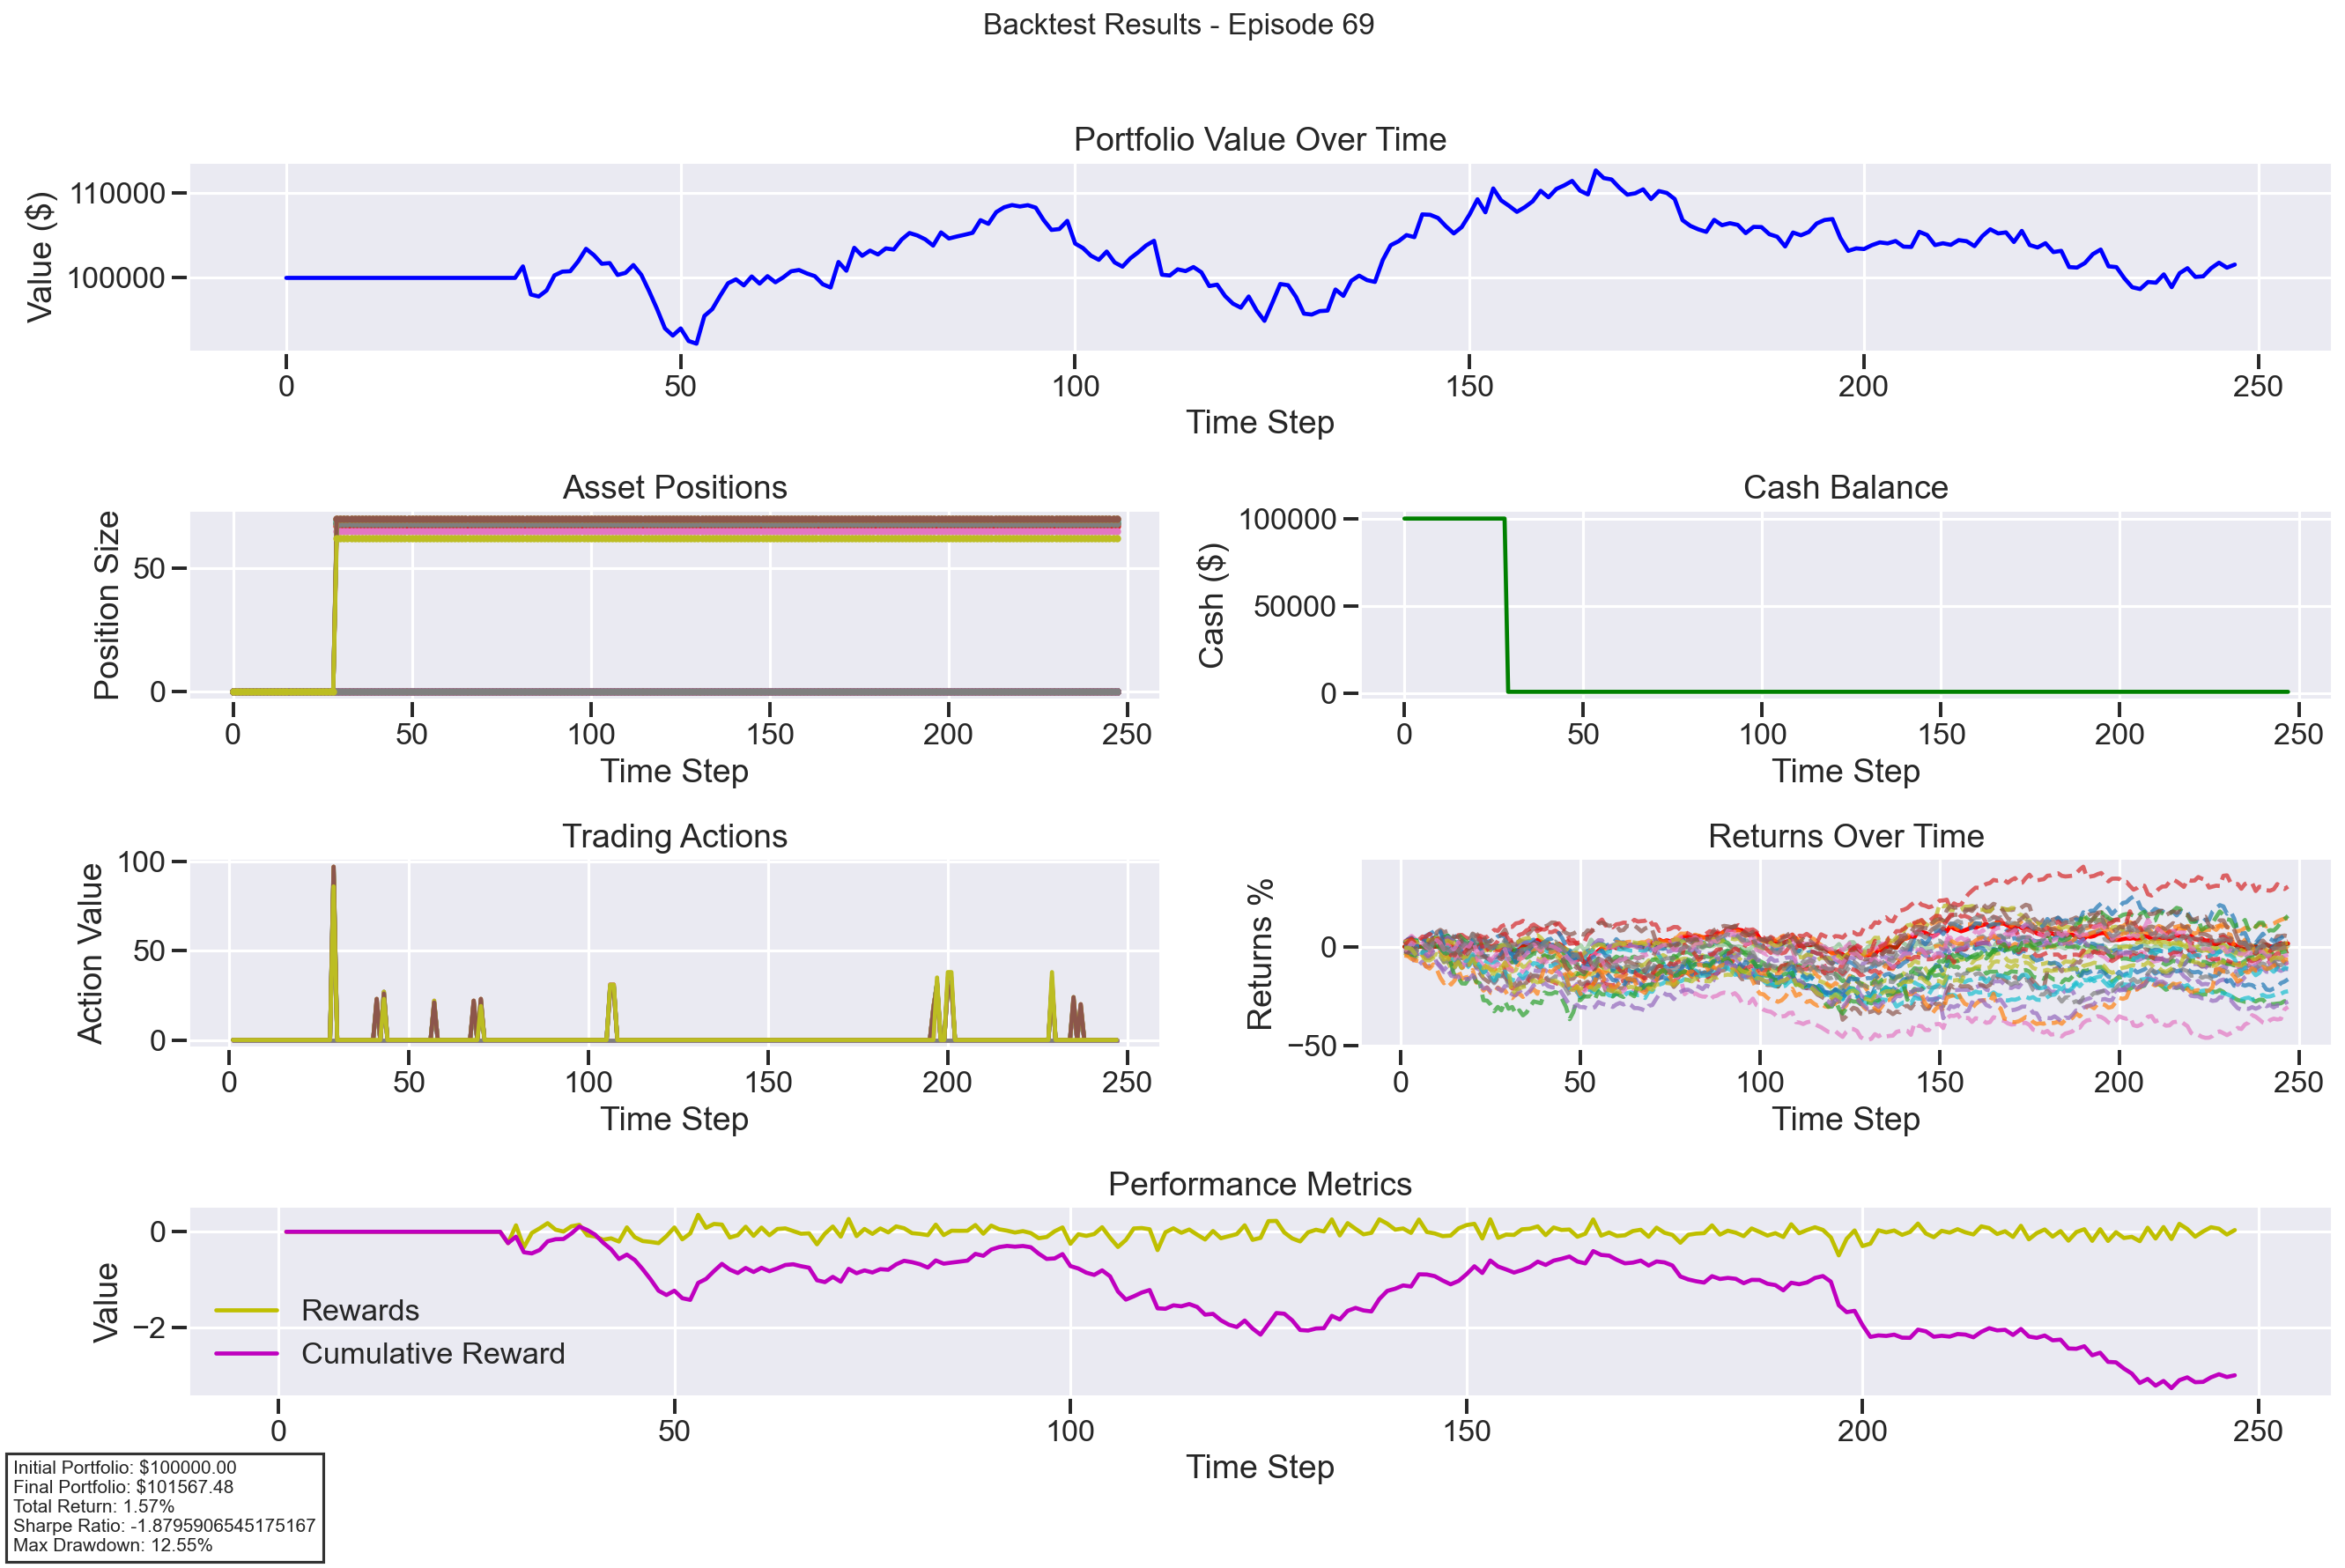 Backtest Results - Episode 69
Portfolio Value Over Time
Value ($)
110000
100000
0 50 100 150 200 250
Time Step
Asset Positions
Position Size
50
0
0 50 100 150 200 250
Time Step
Cash Balance
Cash ($)
100000
50000
0
0 50 100 150 200 250
Time Step
Trading Actions
Action Value
100
50
0
0 50 100 150 200 250
Time Step
Returns Over Time
Returns %
0
−50
0 50 100 150 200 250
Time Step
Performance Metrics
Value
0
−2
Rewards
Cumulative Reward
0 50 100 150 200 250
Time Step
Initial Portfolio: $100000.00
Final Portfolio: $101567.48
Total Return: 1.57%
Sharpe Ratio: -1.8795906545175167
Max Drawdown: 12.55%